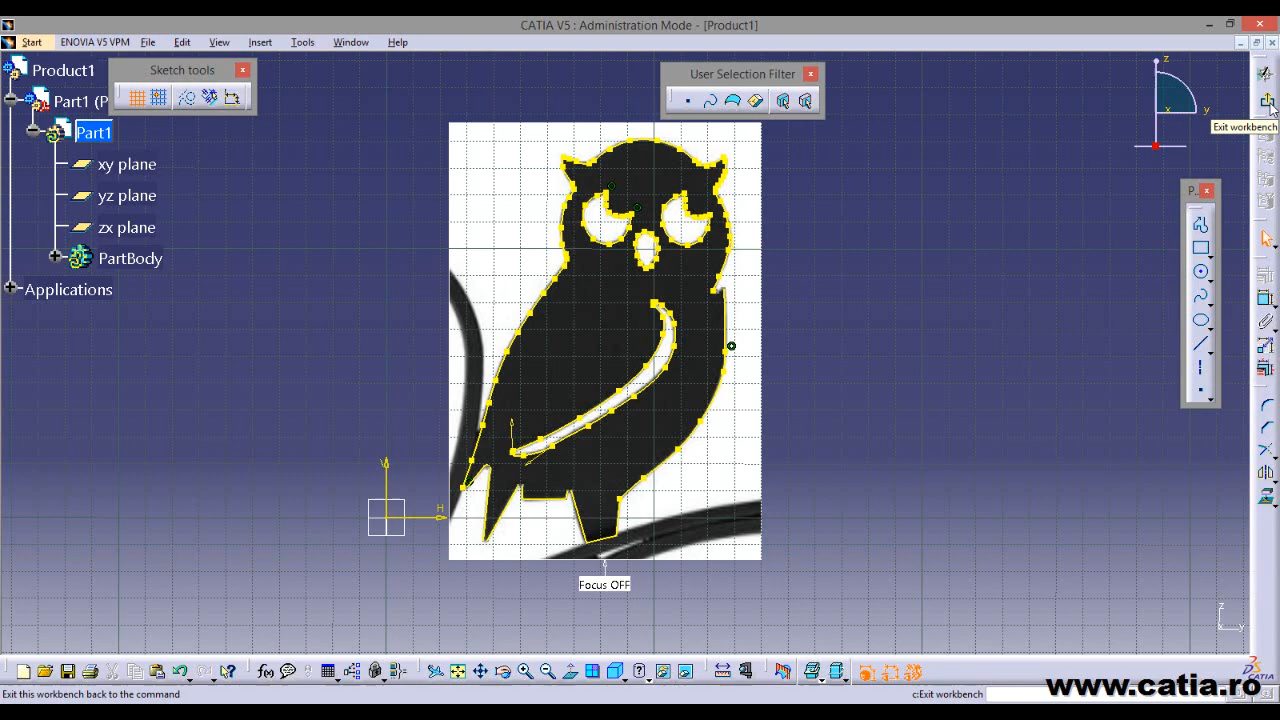 CATIA V5 : Administration Mode - [Product1]
Start ENOVIA V5 VPM File Edit View Insert Tools Window Help
Product1
Sketch tools
User Selection Filter
Part1 (P
Part1
xy plane
yz plane
zx plane
PartBody
Applications
z
x
y
Exit workbench
P..
V
H
Focus OFF
z
x
y
f(x)
Exit this workbench back to the command
c:Exit workbench
CATIA
www.catia.ro